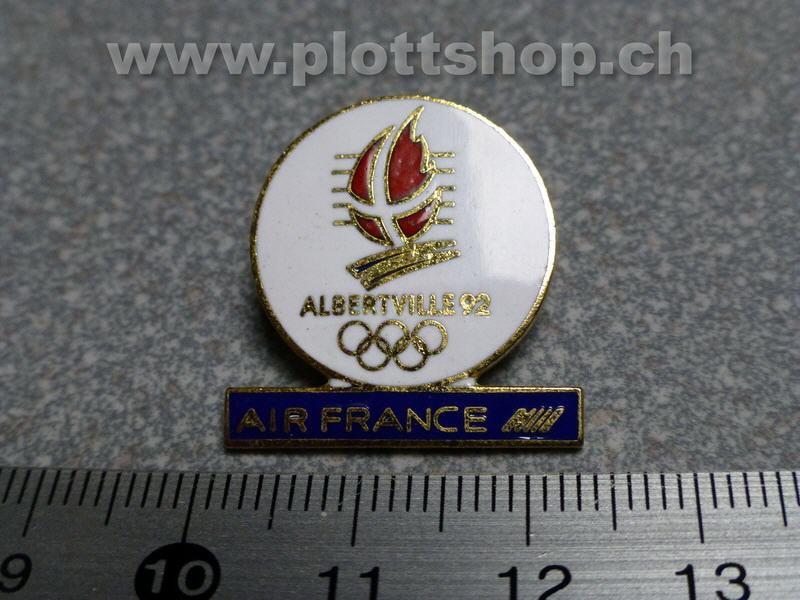 www.plottshop.ch
ALBERTVILLE 92
AIR FRANCE
9 10 11 12 13